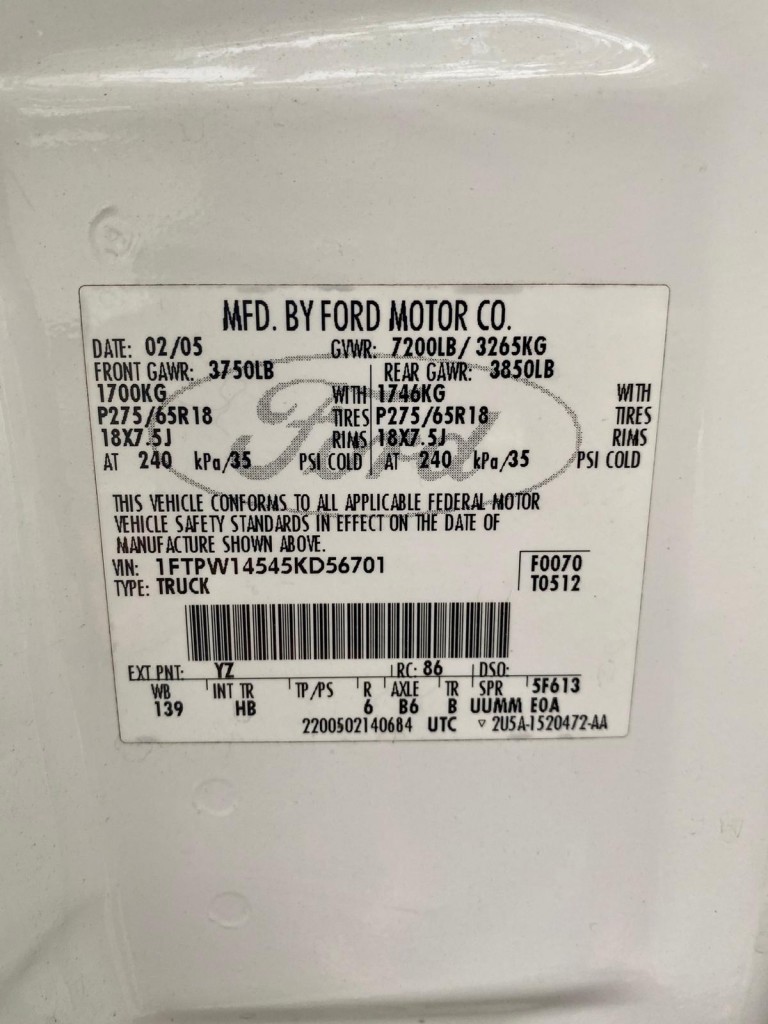 MFD. BY FORD MOTOR CO.
DATE: 02/05 GVWR: 7200LB/ 3265KG
FRONT GAWR: 3750LB REAR GAWR: 3850LB
1700KG WITH 1746KG WITH
P275/65R18 TIRES P275/65R18 TIRES
18X7.5J RIMS 18X7.5J RIMS
AT 240 kPa/35 PSI COLD AT 240 kPa/35 PSI COLD
Ford
THIS VEHICLE CONFORMS TO ALL APPLICABLE FEDERAL MOTOR
VEHICLE SAFETY STANDARDS IN EFFECT ON THE DATE OF
MANUFACTURE SHOWN ABOVE.
VIN: 1FTPW14545KD56701 F0070
TYPE: TRUCK T0512
EXT PNT: YZ RC: 86 DSO:
WB INT TR TP/PS R AXLE TR SPR 5F613
139 HB 6 B6 B UUMM EOA
2200502140684 UTC ▽ 2U5A-1520472-AA